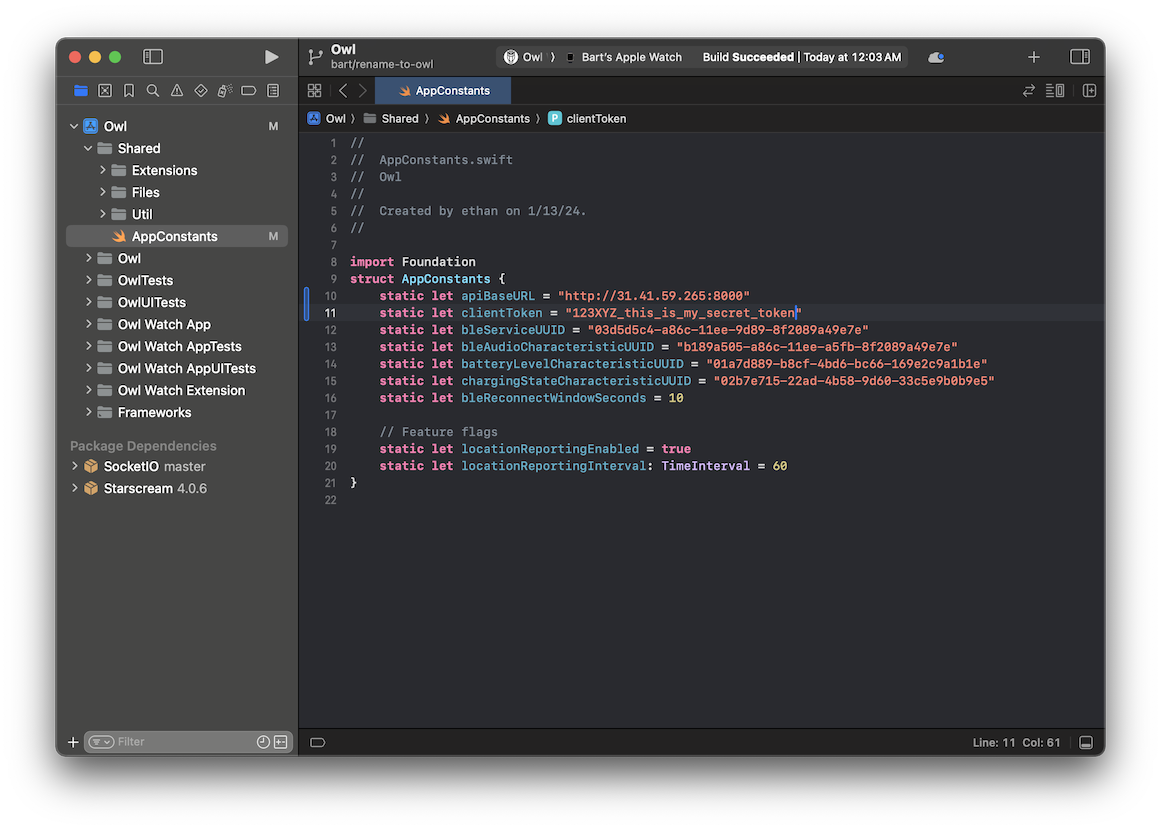 Owl
bart/rename-to-owl
Owl 〉 Bart's Apple Watch Build Succeeded | Today at 12:03 AM
AppConstants
Owl 〉 Shared 〉 AppConstants 〉 P clientToken
Owl M
Shared
Extensions
Files
Util
AppConstants M
Owl
OwlTests
OwlUITests
Owl Watch App
Owl Watch AppTests
Owl Watch AppUITests
Owl Watch Extension
Frameworks
Package Dependencies
SocketIO master
Starscream 4.0.6
Filter
1 //
2 //  AppConstants.swift
3 //  Owl
4 //
5 //  Created by ethan on 1/13/24.
6 //
7
8 import Foundation
9 struct AppConstants {
10     static let apiBaseURL = "http://31.41.59.265:8000"
11     static let clientToken = "123XYZ_this_is_my_secret_token"
12     static let bleServiceUUID = "03d5d5c4-a86c-11ee-9d89-8f2089a49e7e"
13     static let bleAudioCharacteristicUUID = "b189a505-a86c-11ee-a5fb-8f2089a49e7e"
14     static let batteryLevelCharacteristicUUID = "01a7d889-b8cf-4bd6-bc66-169e2c9a1b1e"
15     static let chargingStateCharacteristicUUID = "02b7e715-22ad-4b58-9d60-33c5e9b0b9e5"
16     static let bleReconnectWindowSeconds = 10
17
18     // Feature flags
19     static let locationReportingEnabled = true
20     static let locationReportingInterval: TimeInterval = 60
21 }
22
Line: 11 Col: 61